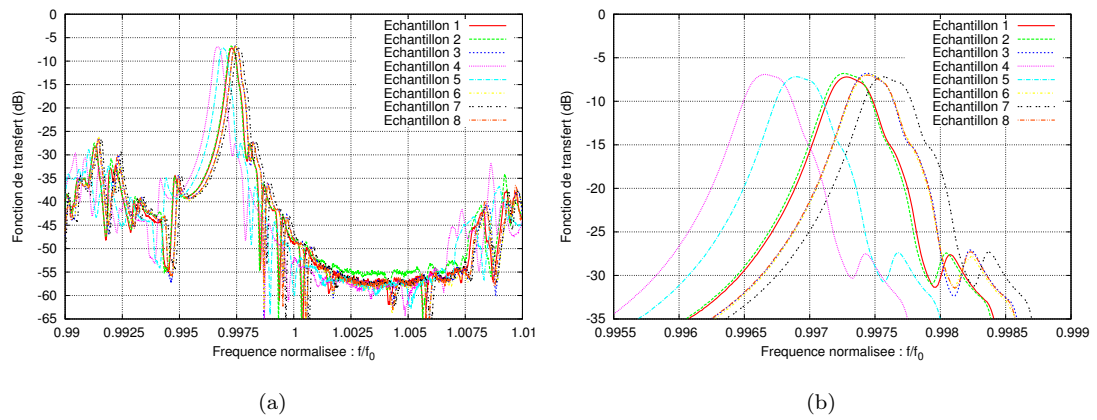 0
-5
-10
-15
-20
-25
-30
-35
-40
-45
-50
-55
-60
-65
0.99
0.9925
0.995
0.9975
1
1.0025
1.005
1.0075
1.01
Fonction de transfert (dB)
Frequence normalisee : f/f0
Echantillon 1
Echantillon 2
Echantillon 3
Echantillon 4
Echantillon 5
Echantillon 6
Echantillon 7
Echantillon 8
(a)
0
-5
-10
-15
-20
-25
-30
-35
0.9955
0.996
0.9965
0.997
0.9975
0.998
0.9985
0.999
Fonction de transfert (dB)
Frequence normalisee : f/f0
Echantillon 1
Echantillon 2
Echantillon 3
Echantillon 4
Echantillon 5
Echantillon 6
Echantillon 7
Echantillon 8
(b)